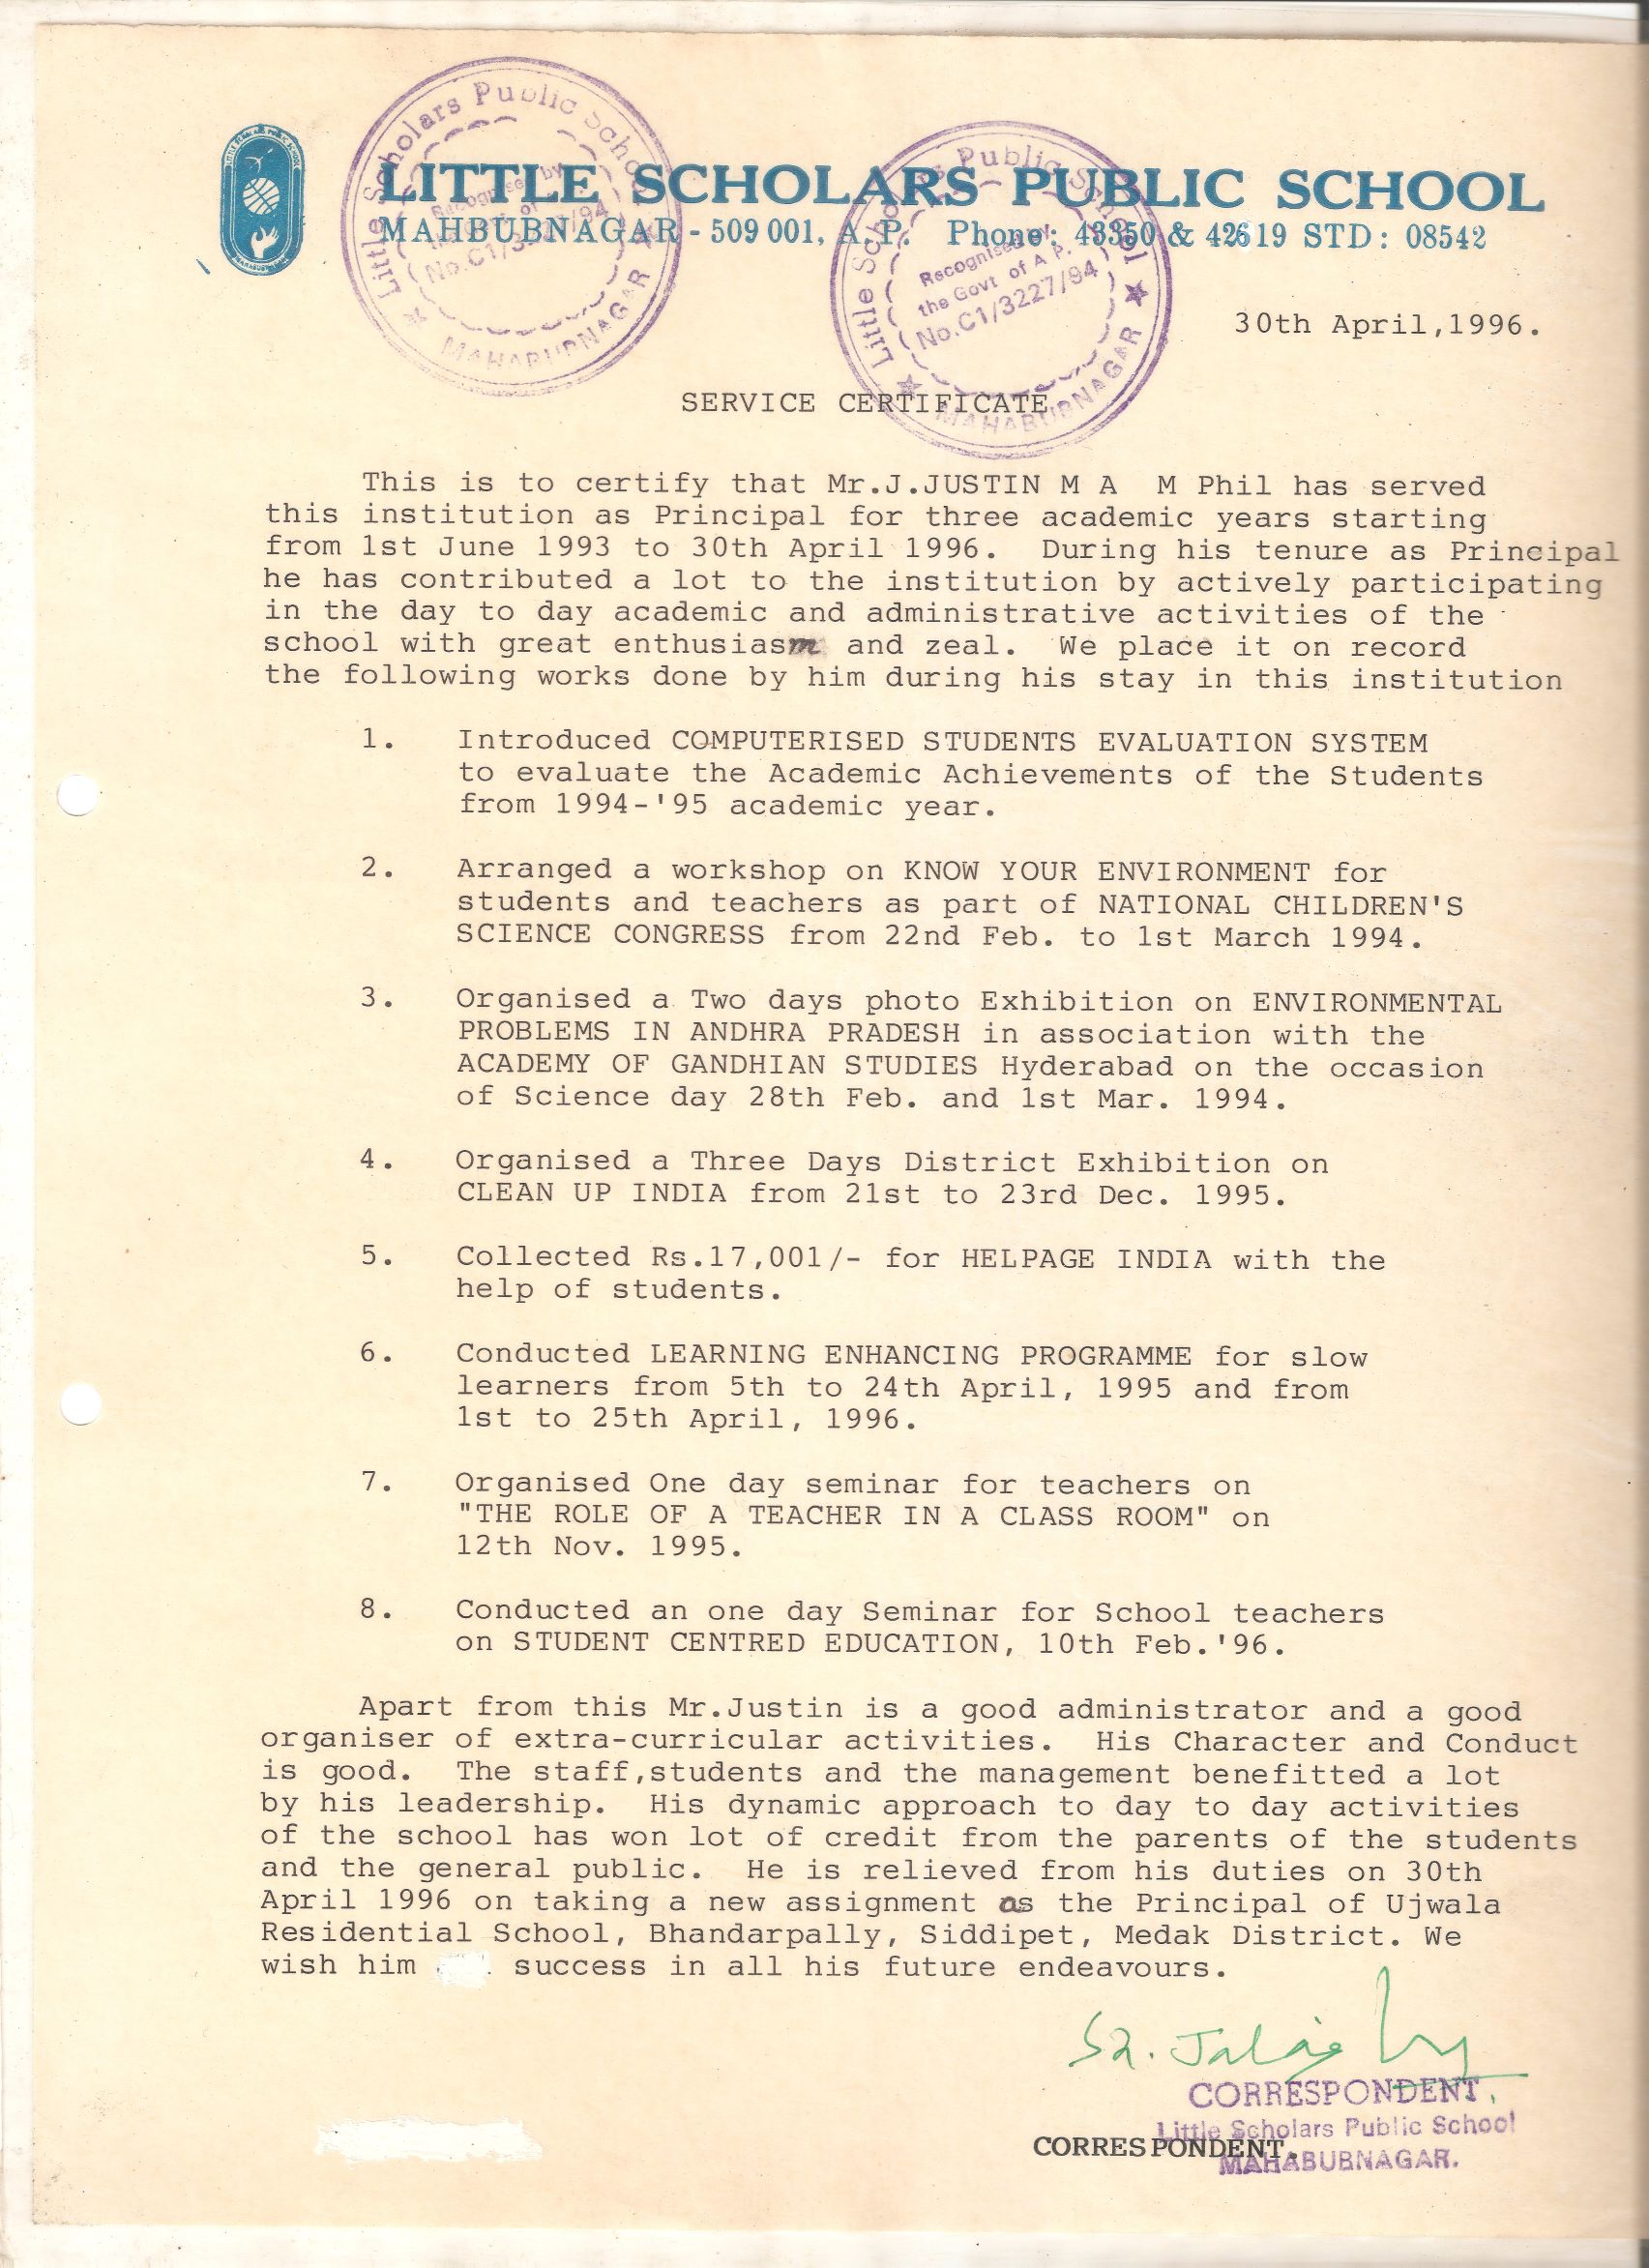 LITTLE SCHOLARS PUBLIC SCHOOL
MAHBUBNAGAR - 509 001, A.P. Phone: 43350 & 42619 STD: 08542
Little Scholars Public School
Recognised by
No.C1/3227/94
MAHABUBNAGAR
Little Scholars Public School
Recognised by
the Govt of A P.
No.C1/3227/94
MAHABUBNAGAR
30th April,1996.
SERVICE CERTIFICATE
This is to certify that Mr.J.JUSTIN M A M Phil has served
this institution as Principal for three academic years starting
from 1st June 1993 to 30th April 1996. During his tenure as Principal
he has contributed a lot to the institution by actively participating
in the day to day academic and administrative activities of the
school with great enthusiasm and zeal. We place it on record
the following works done by him during his stay in this institution
1. Introduced COMPUTERISED STUDENTS EVALUATION SYSTEM
to evaluate the Academic Achievements of the Students
from 1994-'95 academic year.
2. Arranged a workshop on KNOW YOUR ENVIRONMENT for
students and teachers as part of NATIONAL CHILDREN'S
SCIENCE CONGRESS from 22nd Feb. to 1st March 1994.
3. Organised a Two days photo Exhibition on ENVIRONMENTAL
PROBLEMS IN ANDHRA PRADESH in association with the
ACADEMY OF GANDHIAN STUDIES Hyderabad on the occasion
of Science day 28th Feb. and 1st Mar. 1994.
4. Organised a Three Days District Exhibition on
CLEAN UP INDIA from 21st to 23rd Dec. 1995.
5. Collected Rs.17,001/- for HELPAGE INDIA with the
help of students.
6. Conducted LEARNING ENHANCING PROGRAMME for slow
learners from 5th to 24th April, 1995 and from
1st to 25th April, 1996.
7. Organised One day seminar for teachers on
"THE ROLE OF A TEACHER IN A CLASS ROOM" on
12th Nov. 1995.
8. Conducted an one day Seminar for School teachers
on STUDENT CENTRED EDUCATION, 10th Feb.'96.
Apart from this Mr.Justin is a good administrator and a good
organiser of extra-curricular activities. His Character and Conduct
is good. The staff,students and the management benefitted a lot
by his leadership. His dynamic approach to day to day activities
of the school has won lot of credit from the parents of the students
and the general public. He is relieved from his duties on 30th
April 1996 on taking a new assignment as the Principal of Ujwala
Residential School, Bhandarpally, Siddipet, Medak District. We
wish him success in all his future endeavours.
CORRESPONDENT,
Little Scholars Public School
MAHABUBNAGAR.
CORRESPONDENT.